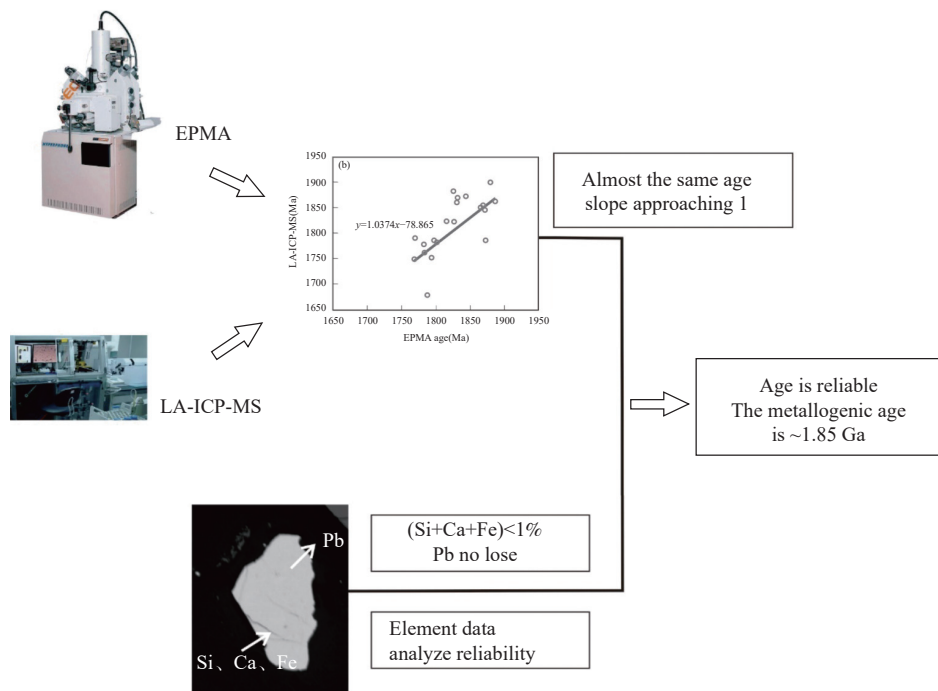 EPMA
(b)
1950
1900
1850
1800
1750
1700
1650
LA-ICP-MS(Ma)
y=1.0374x−78.865
1650 1700 1750 1800 1850 1900 1950
EPMA age(Ma)
Almost the same age
slope approaching 1
LA-ICP-MS
Age is reliable
The metallogenic age
is ~1.85 Ga
Pb
Si、Ca、Fe
(Si+Ca+Fe)<1%
Pb no lose
Element data
analyze reliability